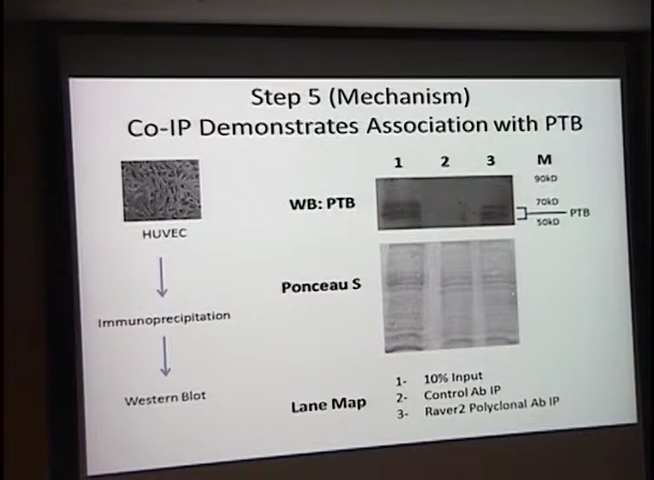 Step 5 (Mechanism)
Co-IP Demonstrates Association with PTB
1 2 3 M
90kD
WB: PTB
70kD
PTB
50kD
HUVEC
Ponceau S
Immunoprecipitation
Western Blot
Lane Map
1- 10% Input
2- Control Ab IP
3- Raver2 Polyclonal Ab IP